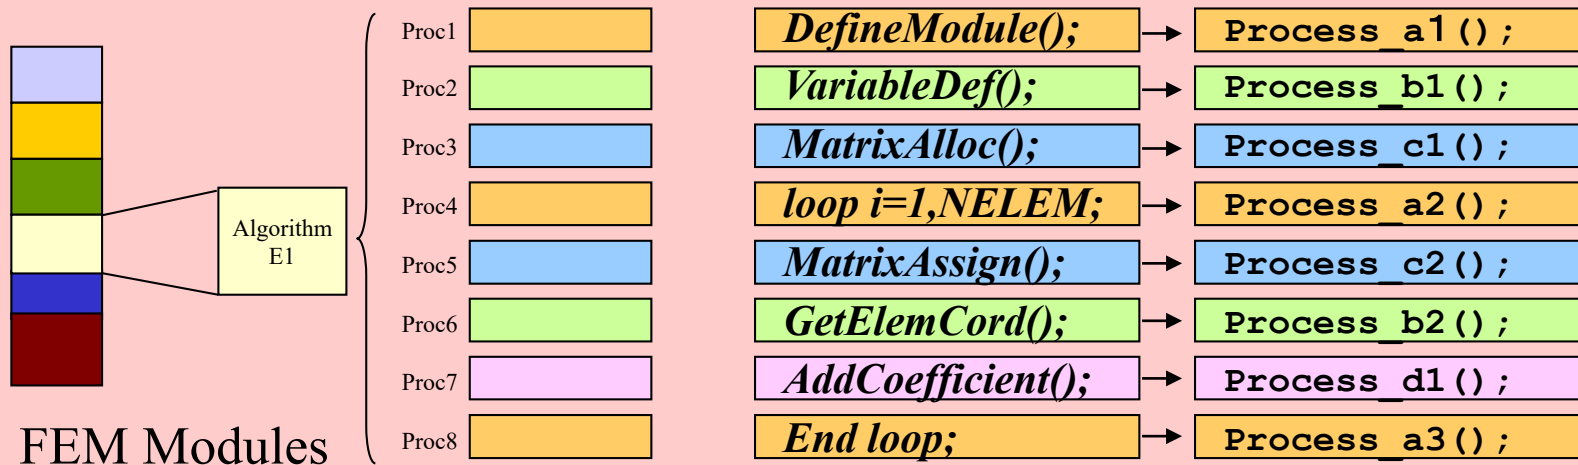 Proc1
DefineModule();
Process_a1();
Proc2
VariableDef();
Process_b1();
Proc3
MatrixAlloc();
Process_c1();
Proc4
loop i=1,NELEM;
Process_a2();
Algorithm
E1
Proc5
MatrixAssign();
Process_c2();
Proc6
GetElemCord();
Process_b2();
Proc7
AddCoefficient();
Process_d1();
Proc8
End loop;
Process_a3();
FEM Modules